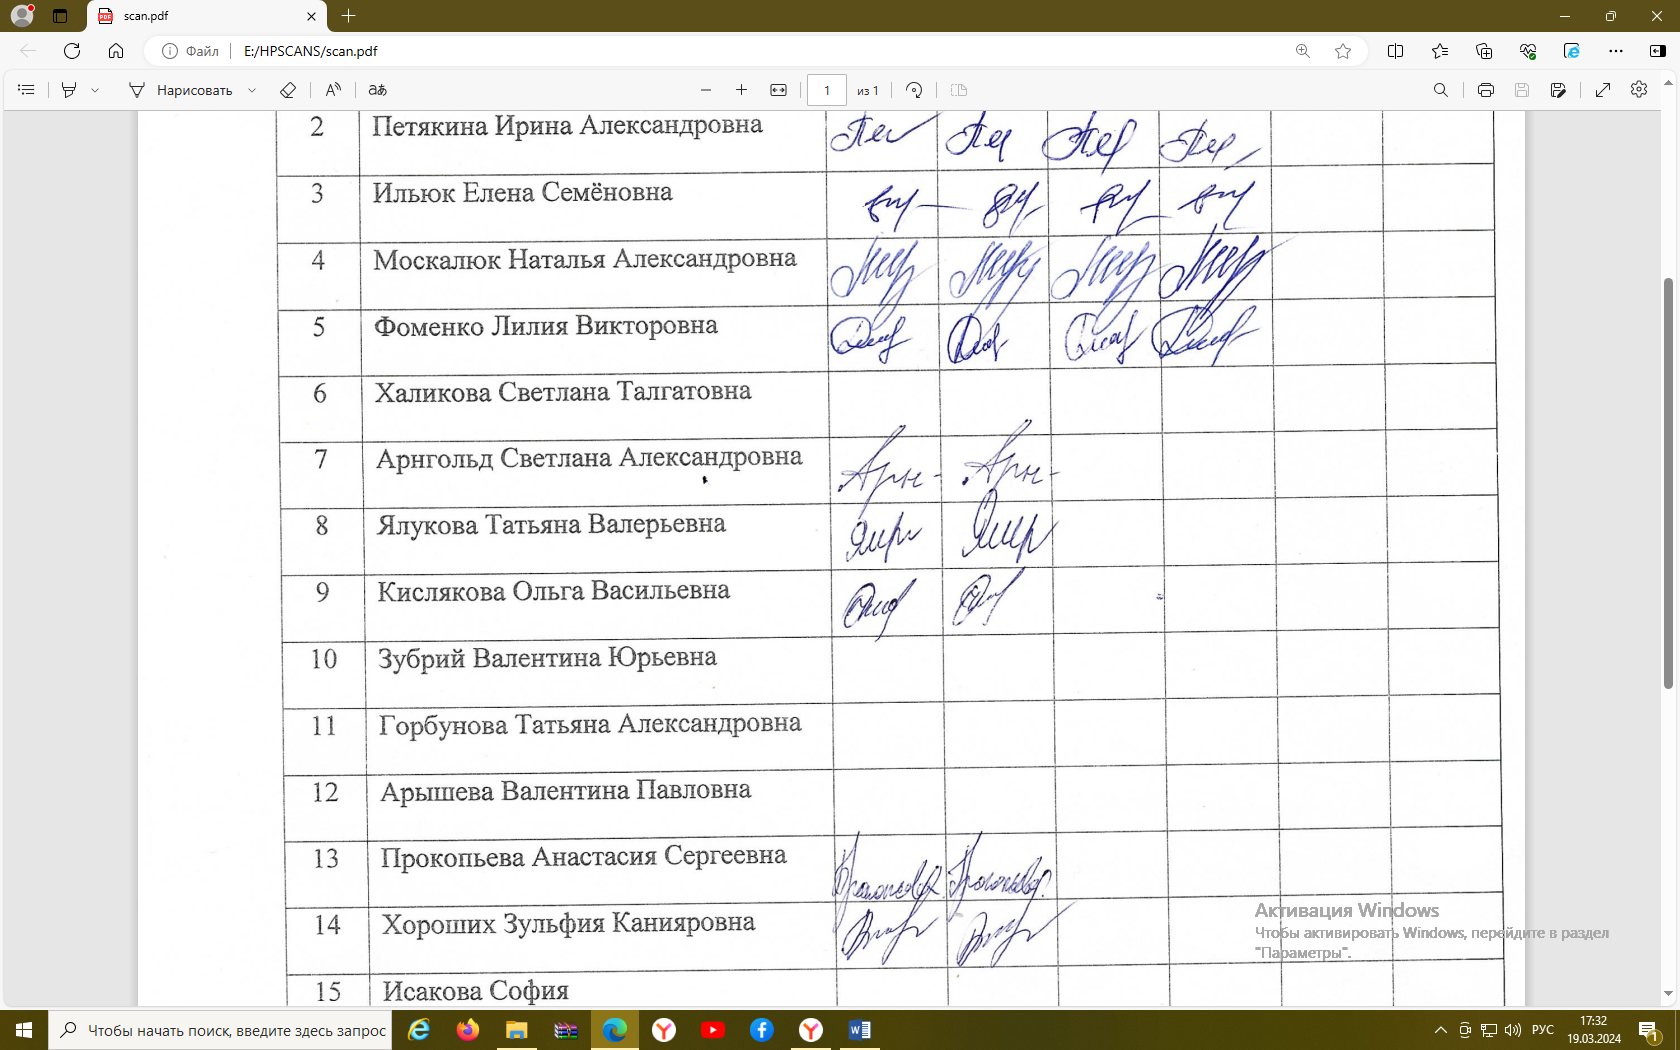 scan.pdf
Файл E:/HPSCANS/scan.pdf
Нарисовать 1 из 1
2 Петякина Ирина Александровна
3 Ильюк Елена Семёновна
4 Москалюк Наталья Александровна
5 Фоменко Лилия Викторовна
6 Халикова Светлана Талгатовна
7 Арнгольд Светлана Александровна
8 Ялукова Татьяна Валерьевна
9 Кислякова Ольга Васильевна
10 Зубрий Валентина Юрьевна
11 Горбунова Татьяна Александровна
12 Арышева Валентина Павловна
13 Прокопьева Анастасия Сергеевна
14 Хороших Зульфия Канияровна
15 Исакова София
Активация Windows
Чтобы активировать Windows, перейдите в раздел
"Параметры".
Чтобы начать поиск, введите здесь запрос
РУС
17:32
19.03.2024
1